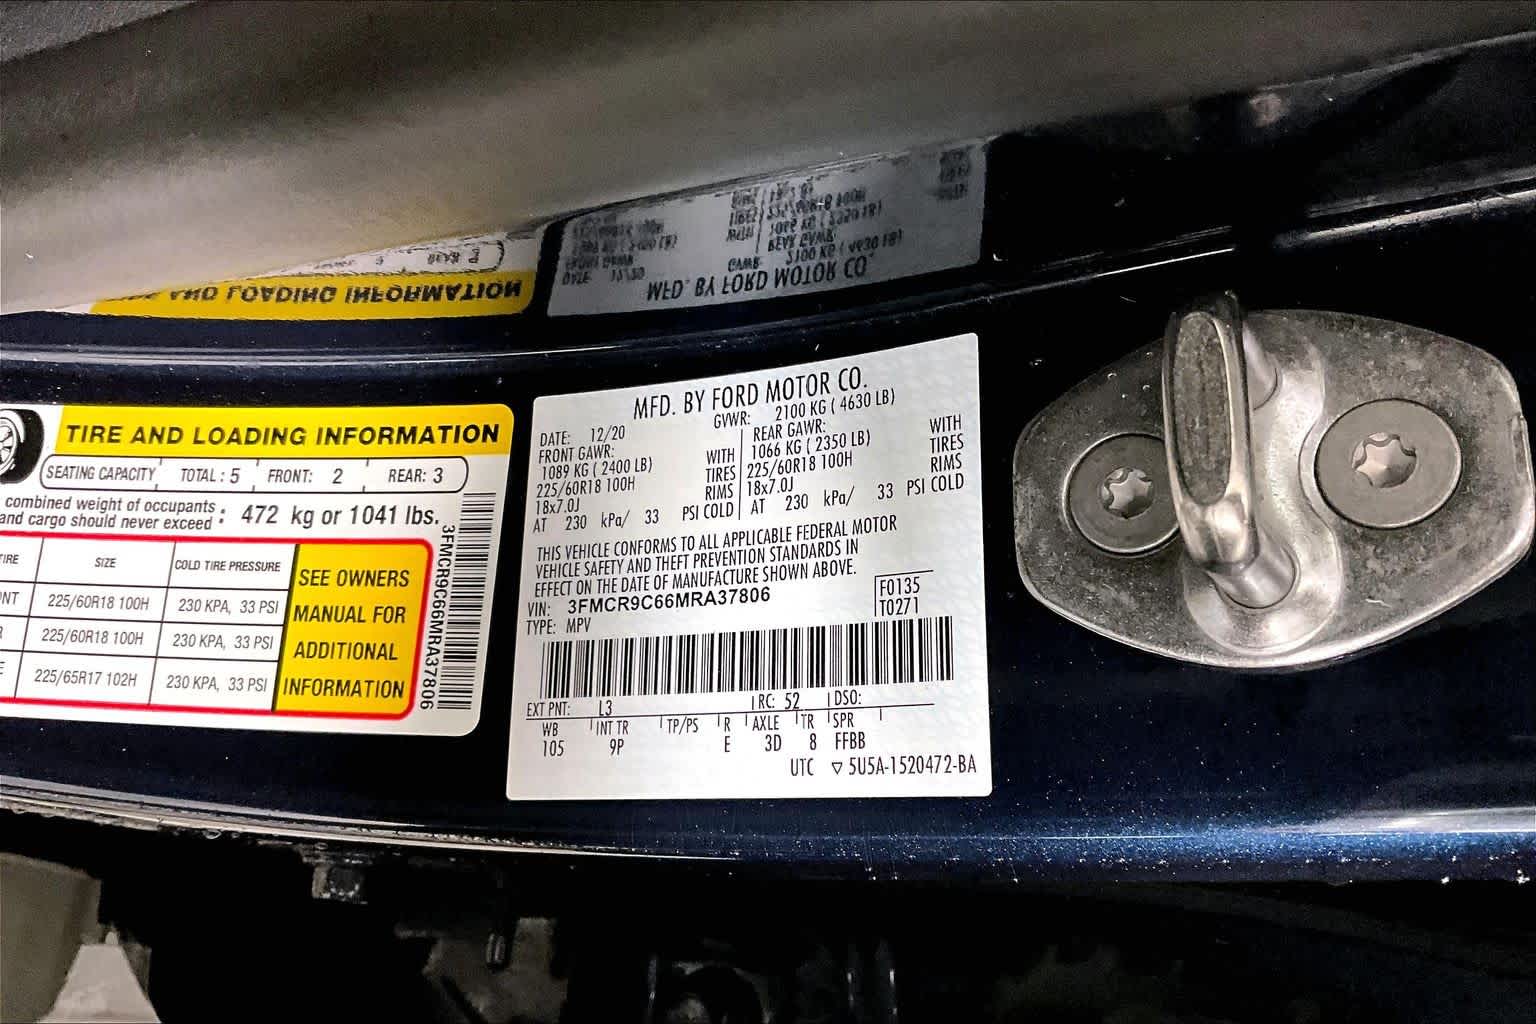 TIRE AND LOADING INFORMATION
SEATING CAPACITY TOTAL : 5 FRONT: 2 REAR: 3
combined weight of occupants
and cargo should never exceed : 472 kg or 1041 lbs.
SIZE COLD TIRE PRESSURE
225/60R18 100H 230 KPA, 33 PSI
225/60R18 100H 230 KPA, 33 PSI
225/65R17 102H 230 KPA, 33 PSI
SEE OWNERS
MANUAL FOR
ADDITIONAL
INFORMATION
3FMCR9C66MRA37806
MFD. BY FORD MOTOR CO.
DATE: 12/20 GVWR: 2100 KG ( 4630 LB)
FRONT GAWR: WITH REAR GAWR: WITH
1089 KG ( 2400 LB) TIRES 1066 KG ( 2350 LB) TIRES
225/60R18 100H RIMS 225/60R18 100H RIMS
18x7.0J 18x7.0J
AT 230 kPa/ 33 PSI COLD AT 230 kPa/ 33 PSI COLD
THIS VEHICLE CONFORMS TO ALL APPLICABLE FEDERAL MOTOR
VEHICLE SAFETY AND THEFT PREVENTION STANDARDS IN
EFFECT ON THE DATE OF MANUFACTURE SHOWN ABOVE.
VIN: 3FMCR9C66MRA37806 F0135
TYPE: MPV T0271
EXT PNT: L3 RC: 52 DSO:
WB INT TR TP/PS R AXLE TR SPR
105 9P E 3D 8 FFBB
UTC ▽ 5U5A-1520472-BA